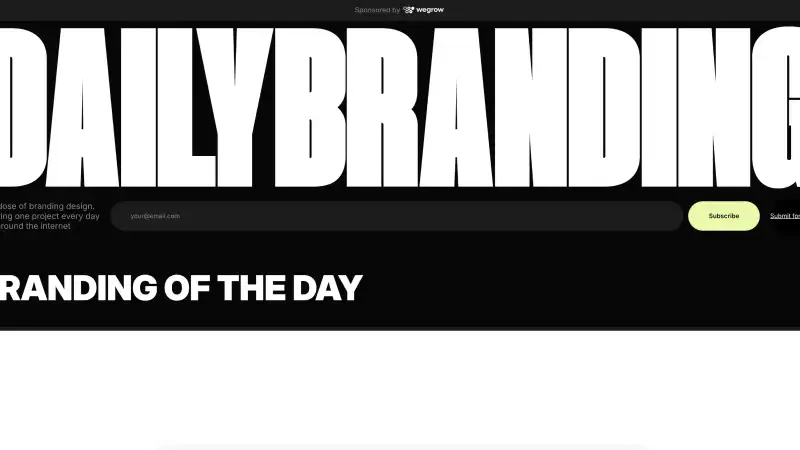 Sponsored by wegrow
DAILYBRANDING
dose of branding design.
ing one project every day
round the internet
your@email.com
Subscribe
Submit for
RANDING OF THE DAY